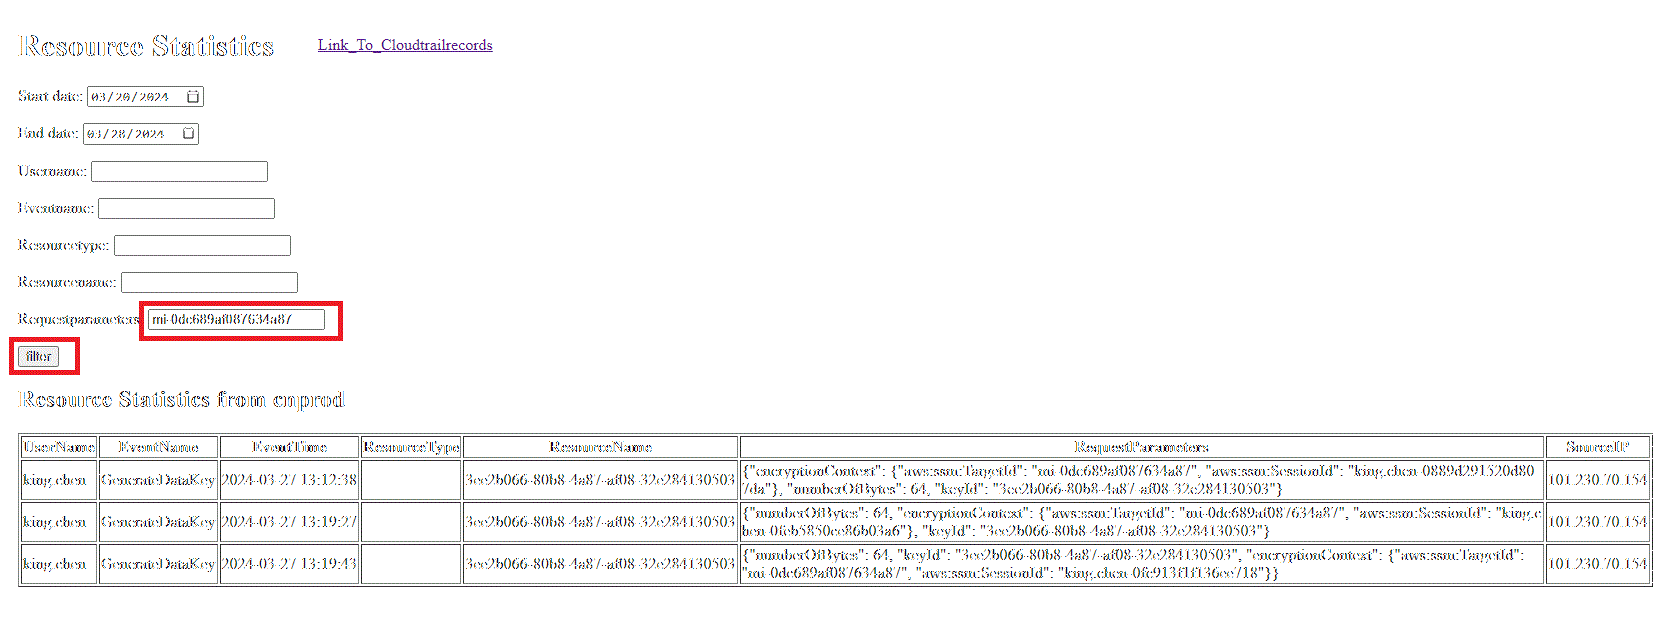 Resource Statistics Link_To_Cloudtrailrecords
Start date: 03/20/2024
End date: 03/28/2024
Username:
Eventname:
Resourcetype:
Resourcename:
Requestparameters mi-0dc689af087634a87
filter
Resource Statistics from cnprod
UserName EventName EventTime ResourceType ResourceName RequestParameters SourceIP
king.chen GenerateDataKey 2024-03-27 13:12:38 3ee2b066-80b8-4a87-af08-32e284130503 {"encryptionContext": {"aws:ssm:TargetId": "mi-0dc689af087634a87", "aws:ssm:SessionId": "king.chen-0889d291520d80
7da"}, "numberOfBytes": 64, "keyId": "3ee2b066-80b8-4a87-af08-32e284130503"} 101.230.70.154
king.chen GenerateDataKey 2024-03-27 13:19:27 3ee2b066-80b8-4a87-af08-32e284130503 {"numberOfBytes": 64, "encryptionContext": {"aws:ssm:TargetId": "mi-0dc689af087634a87", "aws:ssm:SessionId": "king.c
hen-0feb5850ee86b03a6"}, "keyId": "3ee2b066-80b8-4a87-af08-32e284130503"} 101.230.70.154
king.chen GenerateDataKey 2024-03-27 13:19:43 3ee2b066-80b8-4a87-af08-32e284130503 {"numberOfBytes": 64, "keyId": "3ee2b066-80b8-4a87-af08-32e284130503", "encryptionContext": {"aws:ssm:TargetId":
"mi-0dc689af087634a87", "aws:ssm:SessionId": "king.chen-0fc913f1f136ee718"}} 101.230.70.154